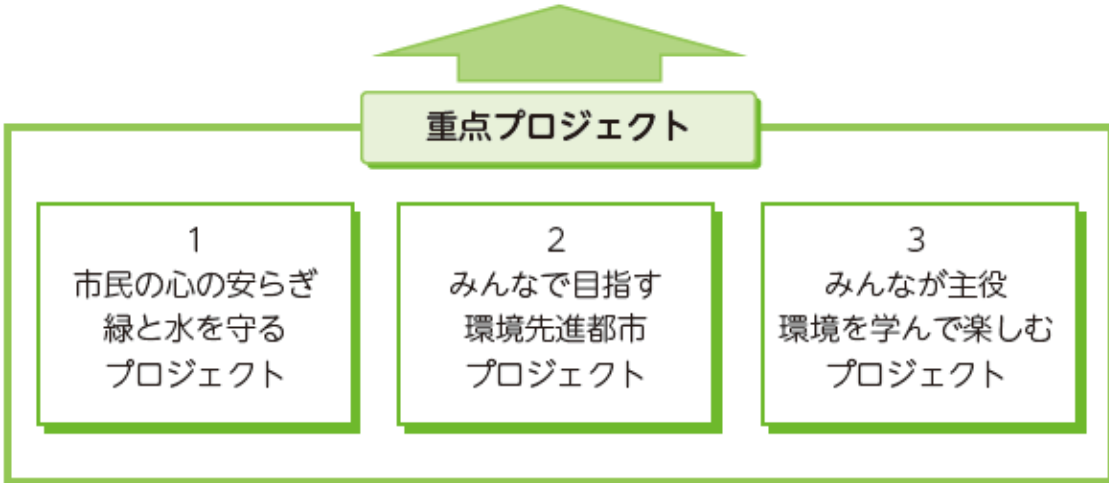 重点プロジェクト
1
市民の心の安らぎ
緑と水を守る
プロジェクト
2
みんなで目指す
環境先進都市
プロジェクト
3
みんなが主役
環境を学んで楽しむ
プロジェクト